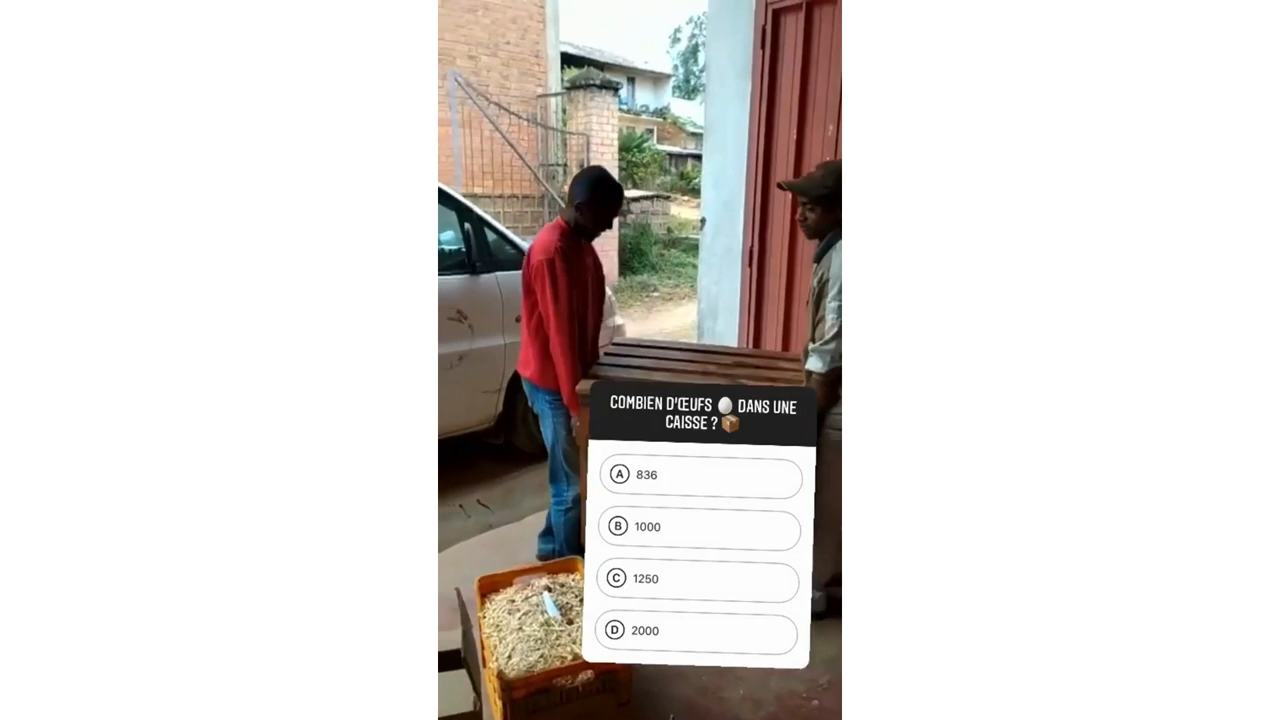 COMBIEN D'ŒUFS 🥚 DANS UNE
CAISSE ? 📦
A 836
B 1000
C 1250
D 2000